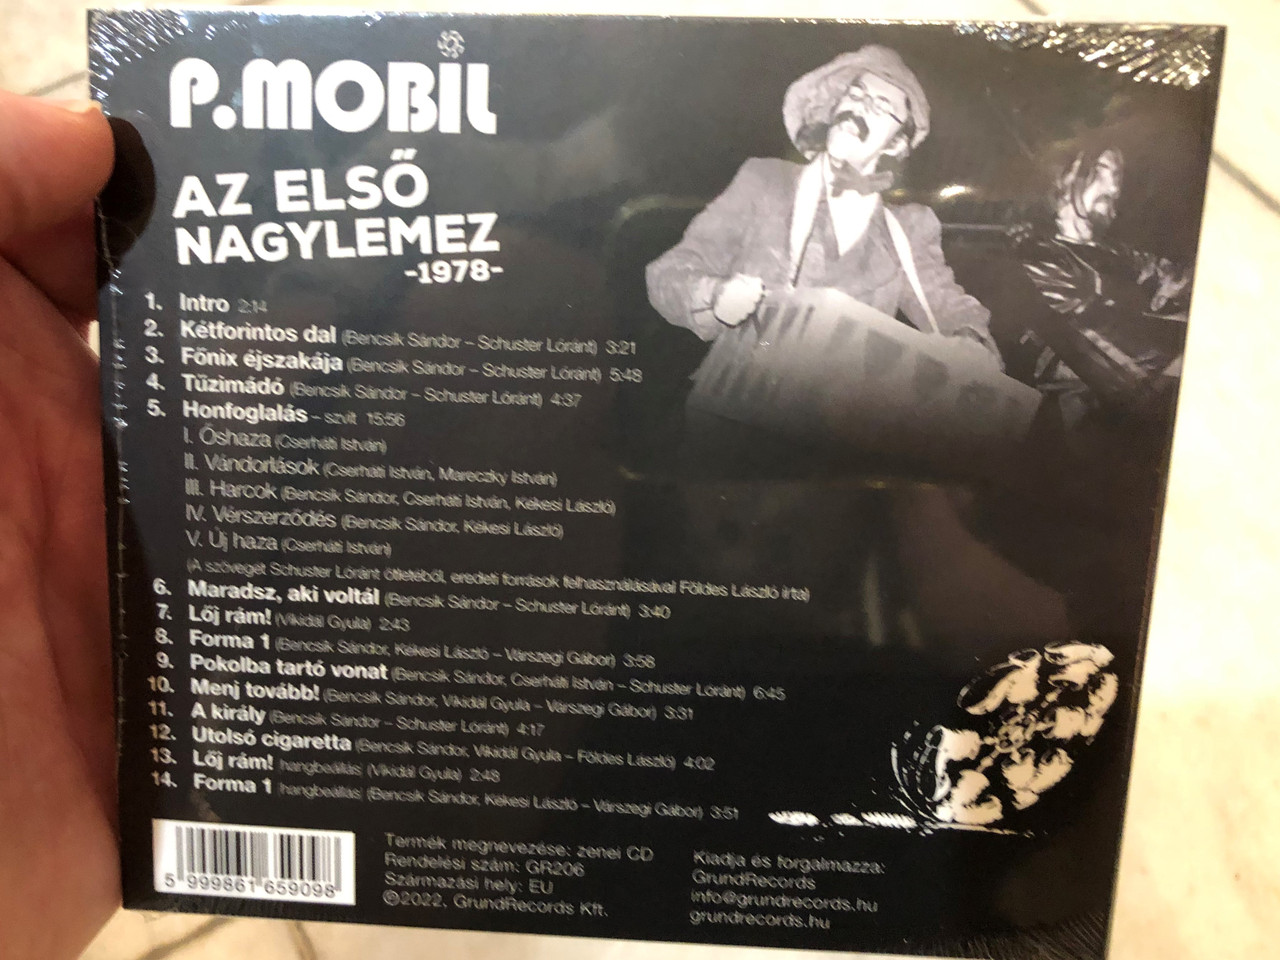 P.MOBIL
AZ ELSŐ
NAGYLEMEZ
-1978-
1. Intro 2:14
2. Kétforintos dal (Bencsik Sándor – Schuster Lóránt) 3:21
3. Főnix éjszakája (Bencsik Sándor – Schuster Lóránt) 5:48
4. Tűzimádó (Bencsik Sándor – Schuster Lóránt) 4:37
5. Honfoglalás – szvit 15:56
I. Őshaza (Cserháti István)
II. Vándorlások (Cserháti István, Mareczky István)
III. Harcok (Bencsik Sándor, Cserháti István, Kékesi László)
IV. Vérszerződés (Bencsik Sándor, Kékesi László)
V. Új haza (Cserháti István)
(A szövegét Schuster Lóránt ötletéből, eredeti források felhasználásával Földes László írta)
6. Maradsz, aki voltál (Bencsik Sándor – Schuster Lóránt) 3:40
7. Lőj rám! (Vikidál Gyula) 2:43
8. Forma 1 (Bencsik Sándor, Kékesi László – Várszegi Gábor) 3:58
9. Pokolba tartó vonat (Bencsik Sándor, Cserháti István – Schuster Lóránt) 6:45
10. Menj tovább! (Bencsik Sándor, Vikidál Gyula – Várszegi Gábor) 3:31
11. A király (Bencsik Sándor – Schuster Lóránt) 4:17
12. Utolsó cigaretta (Bencsik Sándor, Vikidál Gyula – Földes László) 4:02
13. Lőj rám! |hangbeállás| (Vikidál Gyula) 2:48
14. Forma 1 |hangbeállás| (Bencsik Sándor, Kékesi László – Várszegi Gábor) 3:51
5 999861 659098
Termék megnevezése: zenei CD
Rendelési szám: GR206
Származási hely: EU
©2022. GrundRecords Kft.
Kiadja és forgalmazza:
GrundRecords
info@grundrecords.hu
grundrecords.hu